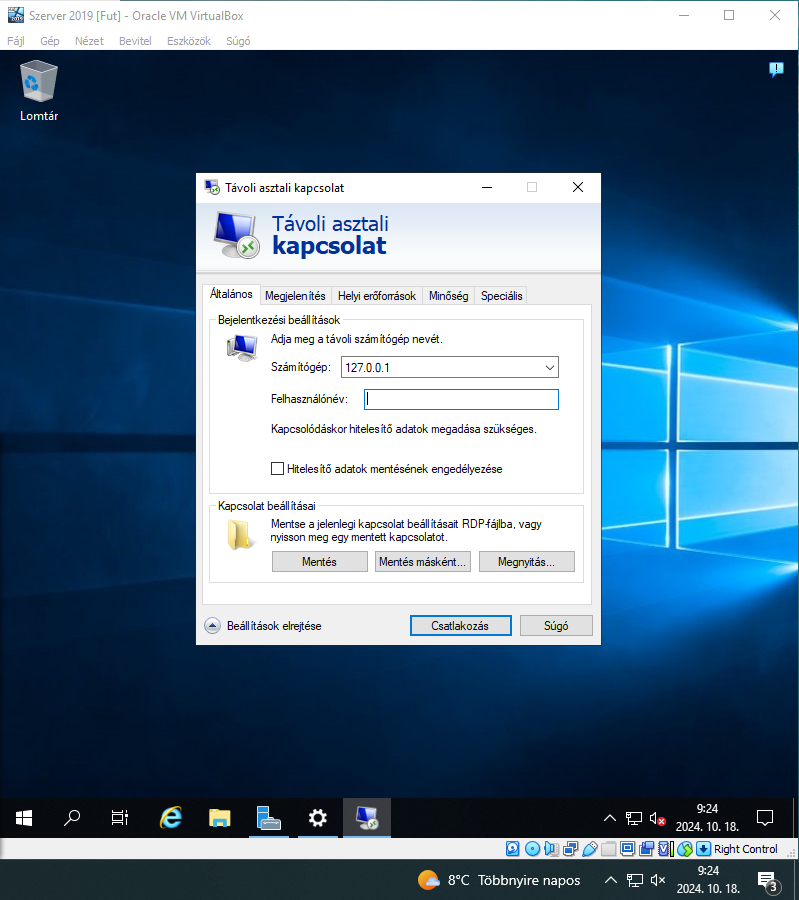 Szerver 2019 [Fut] - Oracle VM VirtualBox
Fájl Gép Nézet Bevitel Eszközök Súgó
Lomtár
Távoli asztali kapcsolat
Távoli asztali
kapcsolat
Általános Megjelenítés Helyi erőforrások Minőség Speciális
Bejelentkezési beállítások
Adja meg a távoli számítógép nevét.
Számítógép: 127.0.0.1
Felhasználónév:
Kapcsolódáskor hitelesítő adatok megadása szükséges.
Hitelesítő adatok mentésének engedélyezése
Kapcsolat beállításai
Mentse a jelenlegi kapcsolat beállításait RDP-fájlba, vagy
nyisson meg egy mentett kapcsolatot.
Mentés Mentés másként... Megnyitás...
Beállítások elrejtése Csatlakozás Súgó
9:24
2024. 10. 18.
Right Control
8°C Többnyire napos
9:24
2024. 10. 18.
3